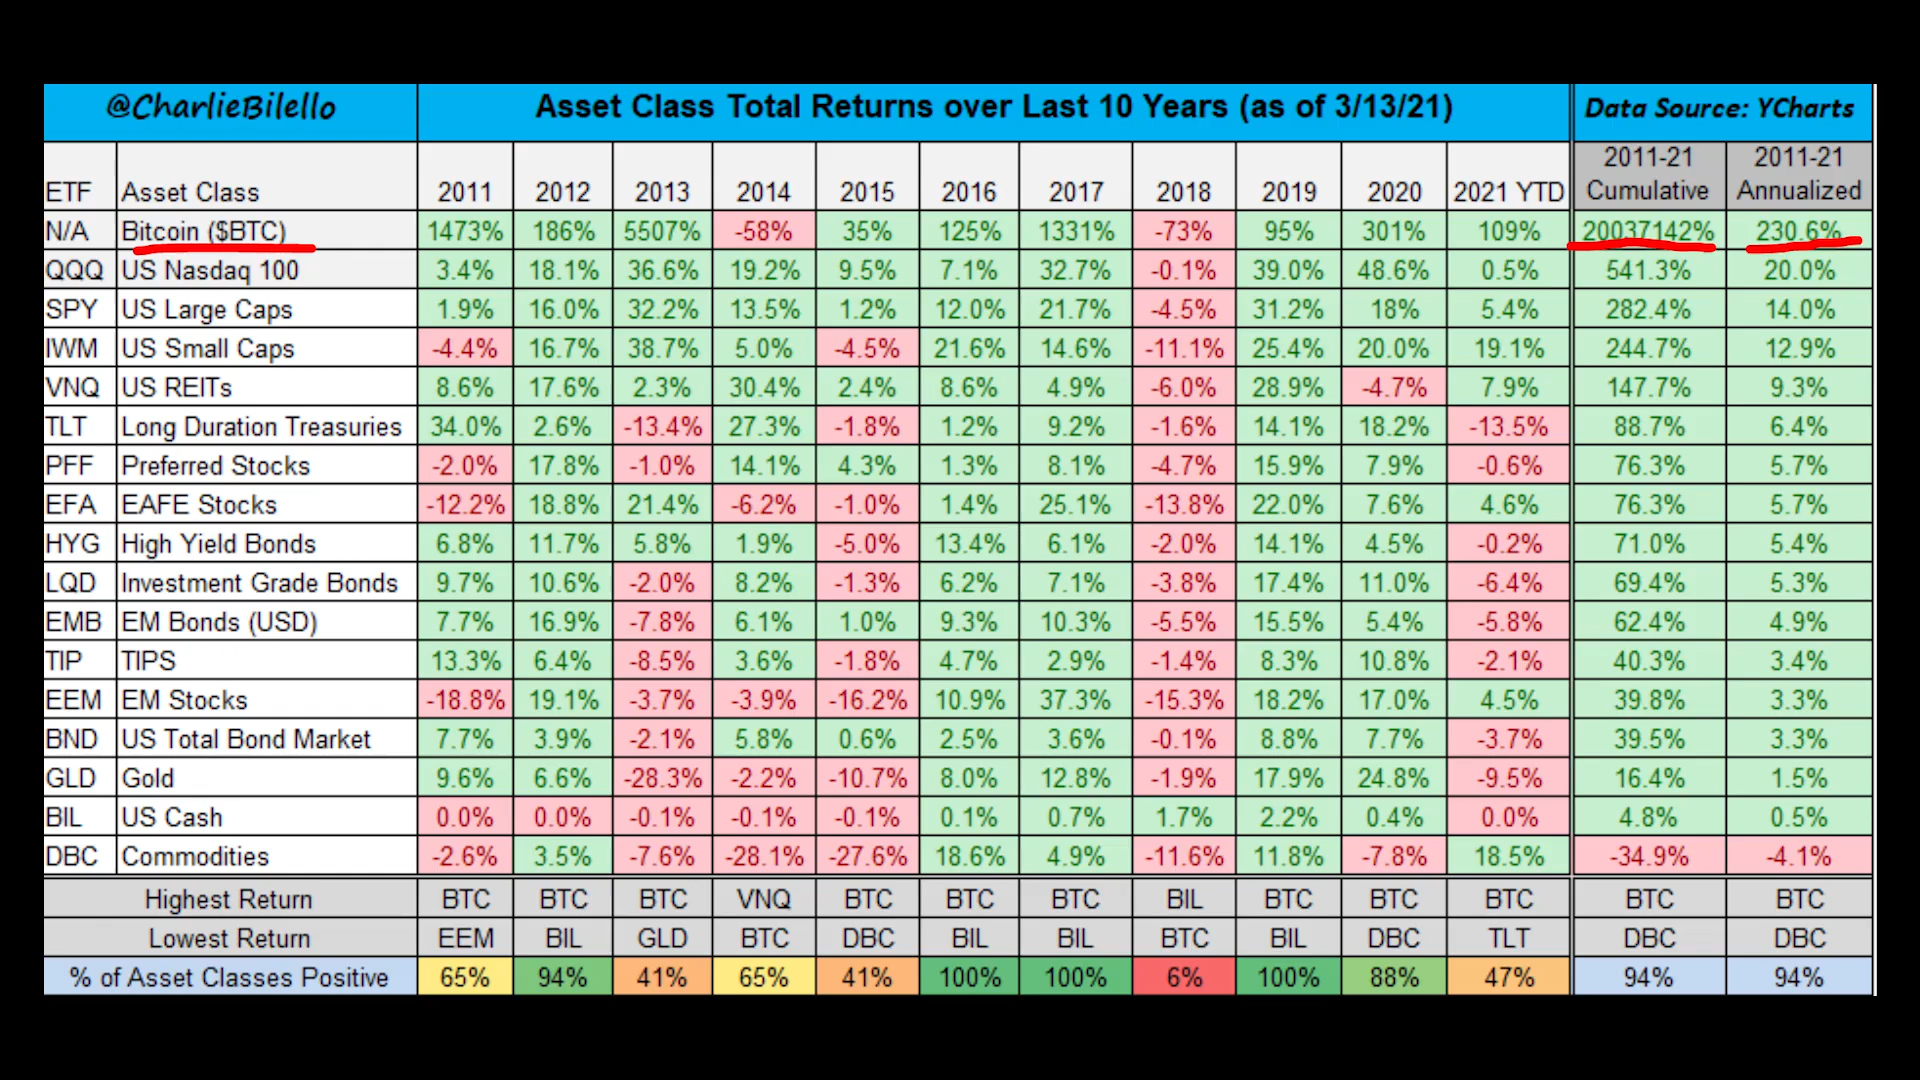 @CharlieBilello Asset Class Total Returns over Last 10 Years (as of 3/13/21) Data Source: YCharts
2011-21 2011-21
ETF Asset Class 2011 2012 2013 2014 2015 2016 2017 2018 2019 2020 2021 YTD Cumulative Annualized
N/A Bitcoin ($BTC) 1473% 186% 5507% -58% 35% 125% 1331% -73% 95% 301% 109% 20037142% 230.6%
QQQ US Nasdaq 100 3.4% 18.1% 36.6% 19.2% 9.5% 7.1% 32.7% -0.1% 39.0% 48.6% 0.5% 541.3% 20.0%
SPY US Large Caps 1.9% 16.0% 32.2% 13.5% 1.2% 12.0% 21.7% -4.5% 31.2% 18% 5.4% 282.4% 14.0%
IWM US Small Caps -4.4% 16.7% 38.7% 5.0% -4.5% 21.6% 14.6% -11.1% 25.4% 20.0% 19.1% 244.7% 12.9%
VNQ US REITs 8.6% 17.6% 2.3% 30.4% 2.4% 8.6% 4.9% -6.0% 28.9% -4.7% 7.9% 147.7% 9.3%
TLT Long Duration Treasuries 34.0% 2.6% -13.4% 27.3% -1.8% 1.2% 9.2% -1.6% 14.1% 18.2% -13.5% 88.7% 6.4%
PFF Preferred Stocks -2.0% 17.8% -1.0% 14.1% 4.3% 1.3% 8.1% -4.7% 15.9% 7.9% -0.6% 76.3% 5.7%
EFA EAFE Stocks -12.2% 18.8% 21.4% -6.2% -1.0% 1.4% 25.1% -13.8% 22.0% 7.6% 4.6% 76.3% 5.7%
HYG High Yield Bonds 6.8% 11.7% 5.8% 1.9% -5.0% 13.4% 6.1% -2.0% 14.1% 4.5% -0.2% 71.0% 5.4%
LQD Investment Grade Bonds 9.7% 10.6% -2.0% 8.2% -1.3% 6.2% 7.1% -3.8% 17.4% 11.0% -6.4% 69.4% 5.3%
EMB EM Bonds (USD) 7.7% 16.9% -7.8% 6.1% 1.0% 9.3% 10.3% -5.5% 15.5% 5.4% -5.8% 62.4% 4.9%
TIP TIPS 13.3% 6.4% -8.5% 3.6% -1.8% 4.7% 2.9% -1.4% 8.3% 10.8% -2.1% 40.3% 3.4%
EEM EM Stocks -18.8% 19.1% -3.7% -3.9% -16.2% 10.9% 37.3% -15.3% 18.2% 17.0% 4.5% 39.8% 3.3%
BND US Total Bond Market 7.7% 3.9% -2.1% 5.8% 0.6% 2.5% 3.6% -0.1% 8.8% 7.7% -3.7% 39.5% 3.3%
GLD Gold 9.6% 6.6% -28.3% -2.2% -10.7% 8.0% 12.8% -1.9% 17.9% 24.8% -9.5% 16.4% 1.5%
BIL US Cash 0.0% 0.0% -0.1% -0.1% -0.1% 0.1% 0.7% 1.7% 2.2% 0.4% 0.0% 4.8% 0.5%
DBC Commodities -2.6% 3.5% -7.6% -28.1% -27.6% 18.6% 4.9% -11.6% 11.8% -7.8% 18.5% -34.9% -4.1%
Highest Return BTC BTC BTC VNQ BTC BTC BTC BIL BTC BTC BTC BTC BTC
Lowest Return EEM BIL GLD BTC DBC BIL BIL BTC BIL DBC TLT DBC DBC
% of Asset Classes Positive 65% 94% 41% 65% 41% 100% 100% 6% 100% 88% 47% 94% 94%